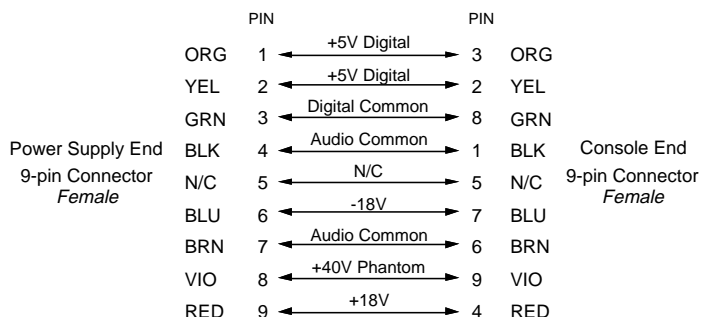 PIN PIN
ORG 1 +5V Digital 3 ORG
YEL 2 +5V Digital 2 YEL
GRN 3 Digital Common 8 GRN
Power Supply End BLK 4 Audio Common 1 BLK Console End
9-pin Connector N/C 5 N/C 5 N/C 9-pin Connector
Female Female
BLU 6 -18V 7 BLU
BRN 7 Audio Common 6 BRN
VIO 8 +40V Phantom 9 VIO
RED 9 +18V 4 RED